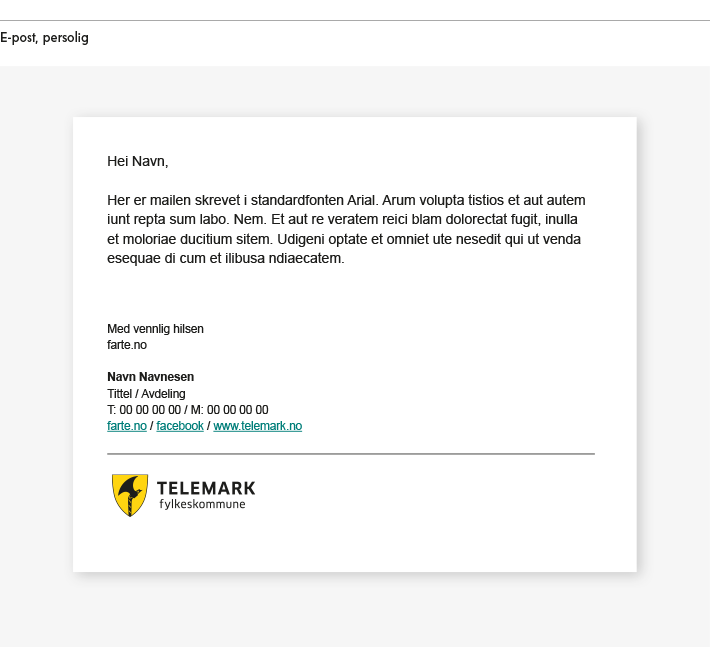 E-post, persolig
Hei Navn,
Her er mailen skrevet i standardfonten Arial. Arum volupta tistios et aut autem
iunt repta sum labo. Nem. Et aut re veratem reici blam dolorectat fugit, inulla
et moloriae ducitium sitem. Udigeni optate et omniet ute nesedit qui ut venda
esequae di cum et ilibusa ndiaecatem.
Med vennlig hilsen
farte.no
Navn Navnesen
Tittel / Avdeling
T: 00 00 00 00 / M: 00 00 00 00
farte.no / facebook / www.telemark.no
TELEMARK
fylkeskommune